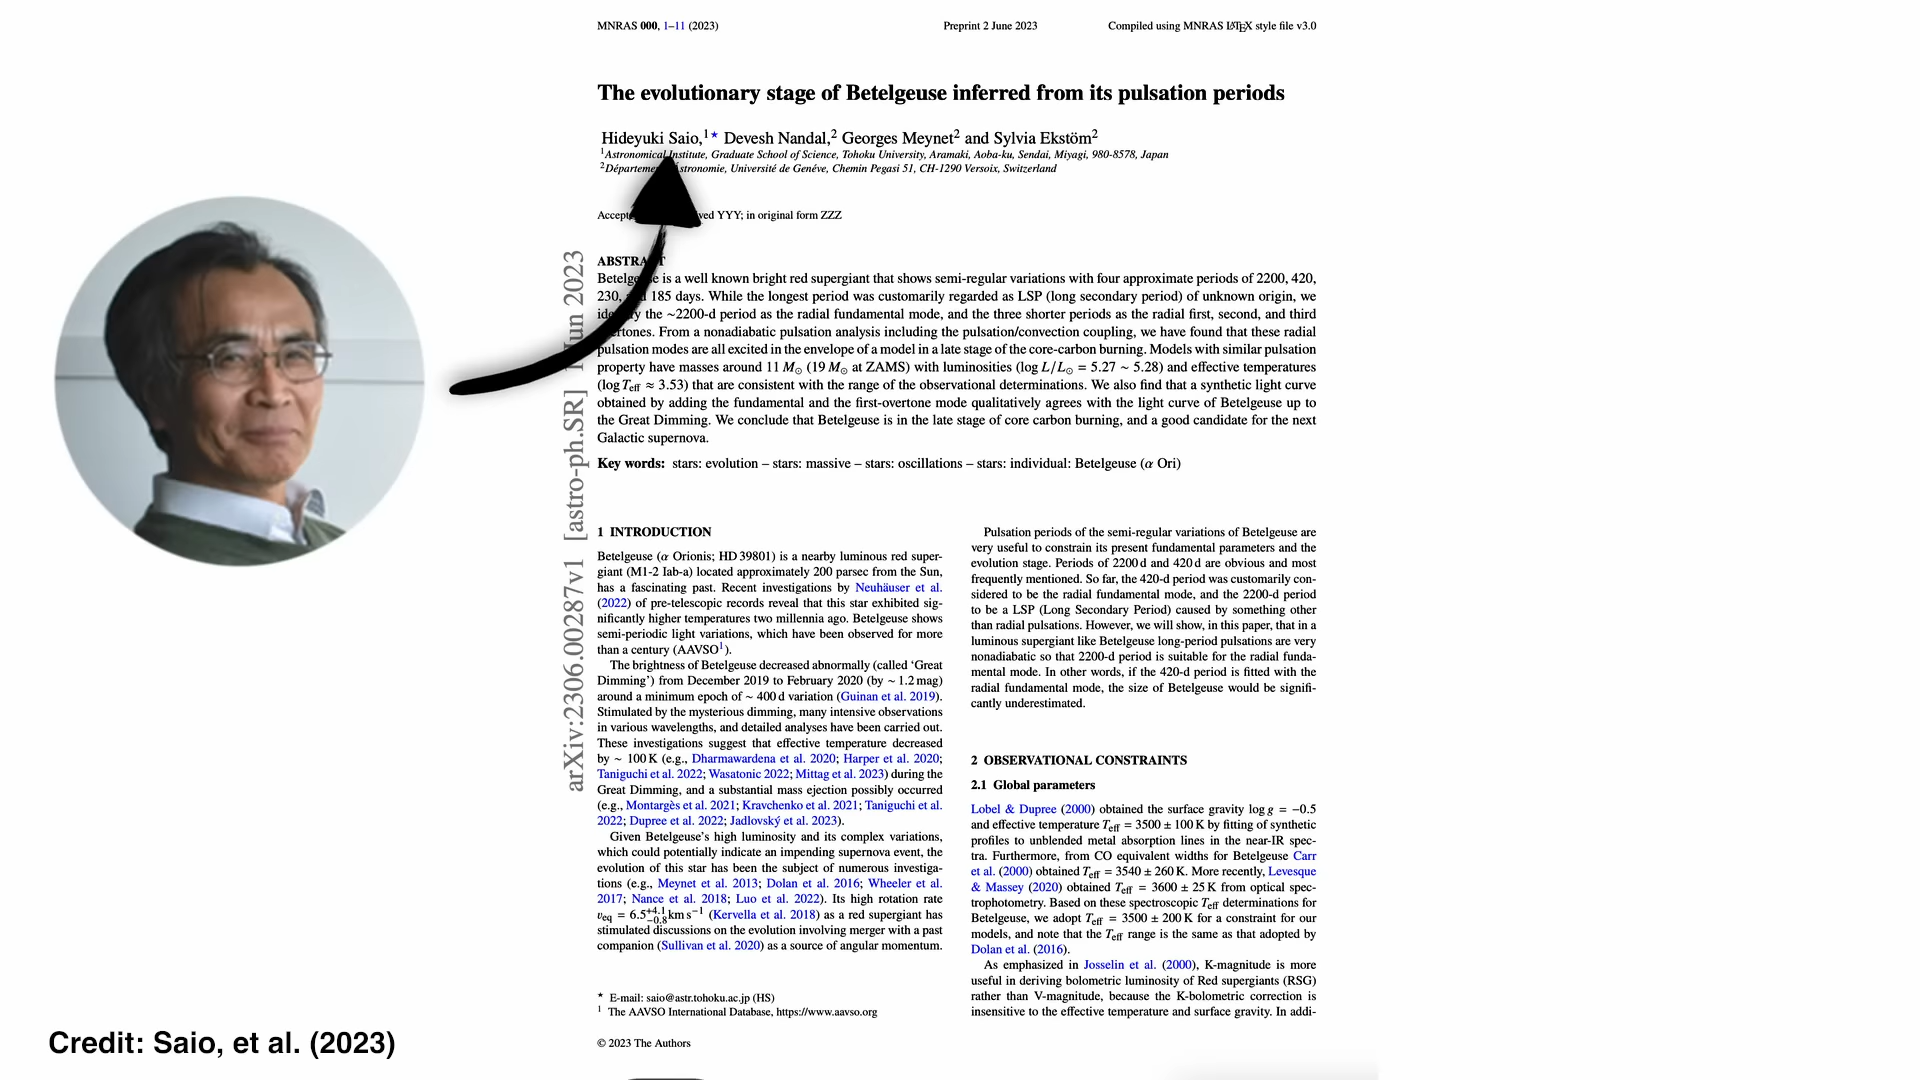 MNRAS 000, 1–11 (2023) Preprint 2 June 2023 Compiled using MNRAS LATEX style file v3.0
The evolutionary stage of Betelgeuse inferred from its pulsation periods
Hideyuki Saio,1★ Devesh Nandal,2 Georges Meynet2 and Sylvia Ekstöm2
1Astronomical Institute, Graduate School of Science, Tohoku University, Aramaki, Aoba-ku, Sendai, Miyagi, 980-8578, Japan
2Départeme stronomie, Université de Genéve, Chemin Pegasi 51, CH-1290 Versoix, Switzerland
Accept ved YYY; in original form ZZZ
ABSTRA T
Betelge e is a well known bright red supergiant that shows semi-regular variations with four approximate periods of 2200, 420,
230, 185 days. While the longest period was customarily regarded as LSP (long secondary period) of unknown origin, we
ide y the ∼2200-d period as the radial fundamental mode, and the three shorter periods as the radial first, second, and third
ertones. From a nonadiabatic pulsation analysis including the pulsation/convection coupling, we have found that these radial
pulsation modes are all excited in the envelope of a model in a late stage of the core-carbon burning. Models with similar pulsation
property have masses around 11 M⊙ (19 M⊙ at ZAMS) with luminosities (log L/L⊙ = 5.27 ∼ 5.28) and effective temperatures
(log Teff ≈ 3.53) that are consistent with the range of the observational determinations. We also find that a synthetic light curve
obtained by adding the fundamental and the first-overtone mode qualitatively agrees with the light curve of Betelgeuse up to
the Great Dimming. We conclude that Betelgeuse is in the late stage of core carbon burning, and a good candidate for the next
Galactic supernova.
Key words: stars: evolution – stars: massive – stars: oscillations – stars: individual: Betelgeuse (α Ori)
arXiv:2306.00287v1 [astro-ph.SR] Jun 2023
1 INTRODUCTION
Betelgeuse (α Orionis; HD 39801) is a nearby luminous red super-
giant (M1-2 Iab-a) located approximately 200 parsec from the Sun,
has a fascinating past. Recent investigations by Neuhäuser et al.
(2022) of pre-telescopic records reveal that this star exhibited sig-
nificantly higher temperatures two millennia ago. Betelgeuse shows
semi-periodic light variations, which have been observed for more
than a century (AAVSO1).
The brightness of Betelgeuse decreased abnormally (called ‘Great
Dimming’) from December 2019 to February 2020 (by ∼ 1.2 mag)
around a minimum epoch of ∼ 400 d variation (Guinan et al. 2019).
Stimulated by the mysterious dimming, many intensive observations
in various wavelengths, and detailed analyses have been carried out.
These investigations suggest that effective temperature decreased
by ∼ 100 K (e.g., Dharmawardena et al. 2020; Harper et al. 2020;
Taniguchi et al. 2022; Wasatonic 2022; Mittag et al. 2023) during the
Great Dimming, and a substantial mass ejection possibly occurred
(e.g., Montargès et al. 2021; Kravchenko et al. 2021; Taniguchi et al.
2022; Dupree et al. 2022; Jadlovský et al. 2023).
Given Betelgeuse’s high luminosity and its complex variations,
which could potentially indicate an impending supernova event, the
evolution of this star has been the subject of numerous investiga-
tions (e.g., Meynet et al. 2013; Dolan et al. 2016; Wheeler et al.
2017; Nance et al. 2018; Luo et al. 2022). Its high rotation rate
veq = 6.5+4.1−0.8 km s−1 (Kervella et al. 2018) as a red supergiant has
stimulated discussions on the evolution involving merger with a past
companion (Sullivan et al. 2020) as a source of angular momentum.
★ E-mail: saio@astr.tohoku.ac.jp (HS)
1 The AAVSO International Database, https://www.aavso.org
© 2023 The Authors
Pulsation periods of the semi-regular variations of Betelgeuse are
very useful to constrain its present fundamental parameters and the
evolution stage. Periods of 2200 d and 420 d are obvious and most
frequently mentioned. So far, the 420-d period was customarily con-
sidered to be the radial fundamental mode, and the 2200-d period
to be a LSP (Long Secondary Period) caused by something other
than radial pulsations. However, we will show, in this paper, that in a
luminous supergiant like Betelgeuse long-period pulsations are very
nonadiabatic so that 2200-d period is suitable for the radial funda-
mental mode. In other words, if the 420-d period is fitted with the
radial fundamental mode, the size of Betelgeuse would be signifi-
cantly underestimated.
2 OBSERVATIONAL CONSTRAINTS
2.1 Global parameters
Lobel & Dupree (2000) obtained the surface gravity log g = −0.5
and effective temperature Teff = 3500 ± 100 K by fitting of synthetic
profiles to unblended metal absorption lines in the near-IR spec-
tra. Furthermore, from CO equivalent widths for Betelgeuse Carr
et al. (2000) obtained Teff = 3540 ± 260 K. More recently, Levesque
& Massey (2020) obtained Teff = 3600 ± 25 K from optical spec-
trophotometry. Based on these spectroscopic Teff determinations for
Betelgeuse, we adopt Teff = 3500 ± 200 K for a constraint for our
models, and note that the Teff range is the same as that adopted by
Dolan et al. (2016).
As emphasized in Josselin et al. (2000), K-magnitude is more
useful in deriving bolometric luminosity of Red supergiants (RSG)
rather than V-magnitude, because the K-bolometric correction is
insensitive to the effective temperature and surface gravity. In addi-
Credit: Saio, et al. (2023)